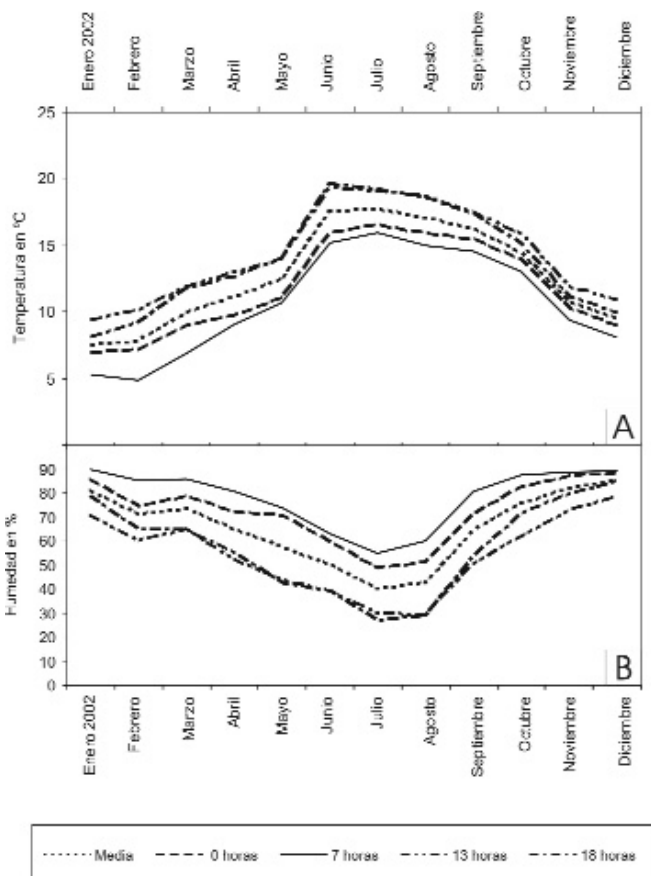 Enero 2002 Febrero Marzo Abril Mayo Junio Julio Agosto Septiembre Octubre Noviembre Diciembre
Temperatura en ºC
25
20
15
10
5
A
Humedad en %
90
80
70
60
50
40
30
20
10
0
B
Enero 2002 Febrero Marzo Abril Mayo Junio Julio Agosto Septiembre Octubre Noviembre Diciembre
Media 0 horas 7 horas 13 horas 18 horas